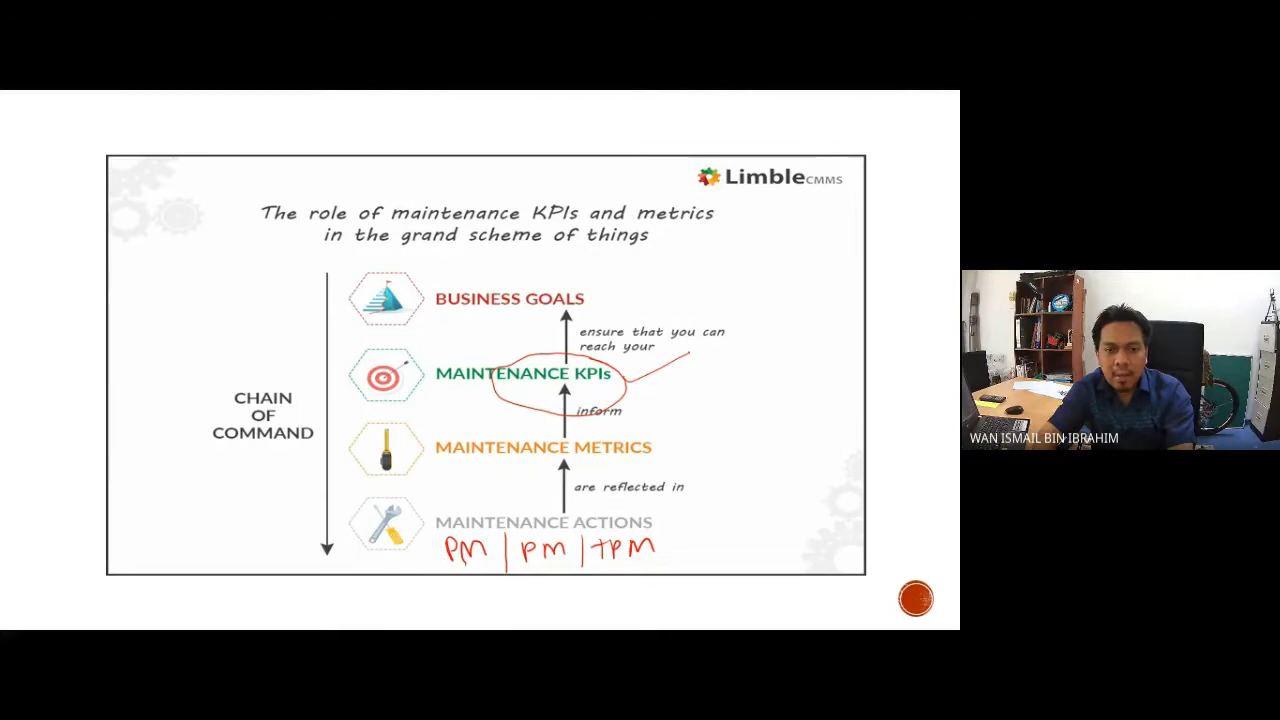 Limble CMMS
The role of maintenance KPIs and metrics
in the grand scheme of things
BUSINESS GOALS
ensure that you can
reach your
MAINTENANCE KPIs
inform
CHAIN
OF
COMMAND
MAINTENANCE METRICS
are reflected in
MAINTENANCE ACTIONS
PM | PM | TPM
WAN ISMAIL BIN IBRAHIM